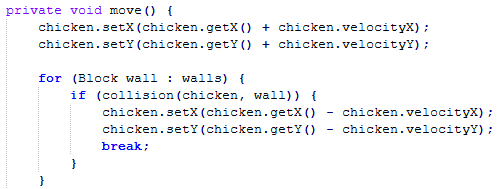 private void move() {
    chicken.setX(chicken.getX() + chicken.velocityX);
    chicken.setY(chicken.getY() + chicken.velocityY);

    for (Block wall : walls) {
        if (collision(chicken, wall)) {
            chicken.setX(chicken.getX() - chicken.velocityX);
            chicken.setY(chicken.getY() - chicken.velocityY);
            break;
        }
    }